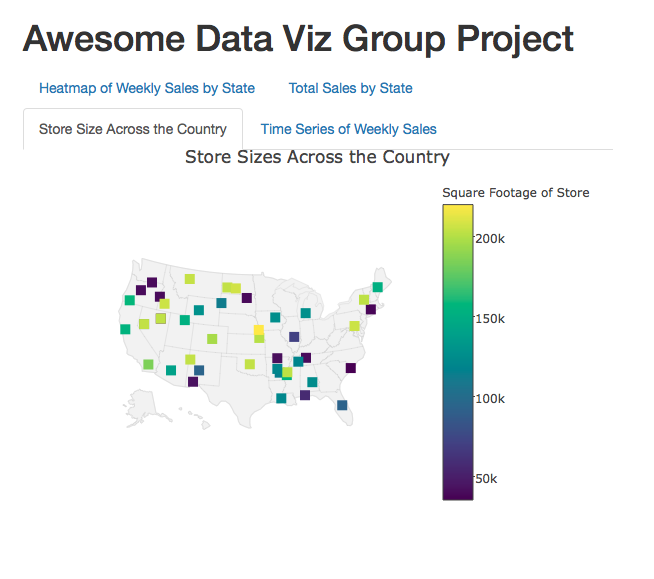 Awesome Data Viz Group Project
Heatmap of Weekly Sales by State
Total Sales by State
Store Size Across the Country
Time Series of Weekly Sales
Store Sizes Across the Country
Square Footage of Store
200k
150k
100k
50k